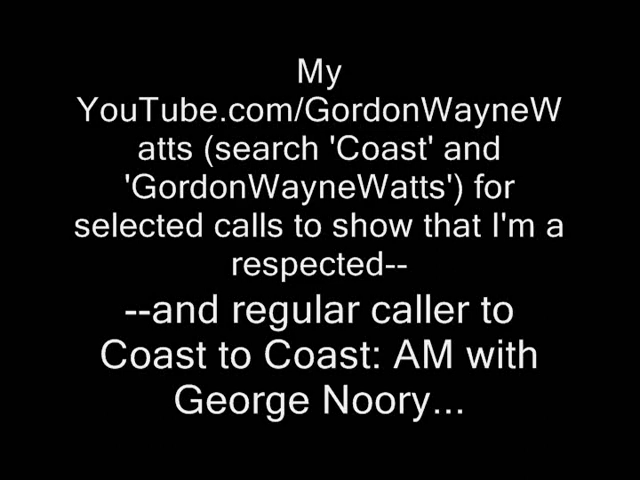 My
YouTube.com/GordonWayneW
atts (search 'Coast' and
'GordonWayneWatts') for
selected calls to show that I'm a
respected--
--and regular caller to
Coast to Coast: AM with
George Noory...